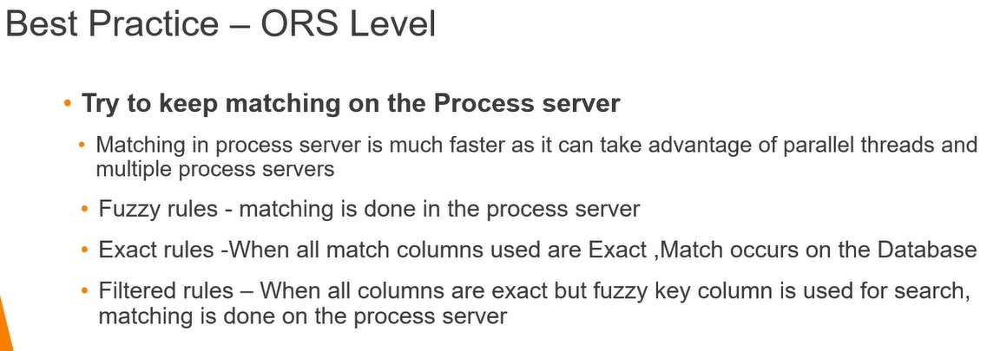 Best Practice – ORS Level
• Try to keep matching on the Process server
• Matching in process server is much faster as it can take advantage of parallel threads and
multiple process servers
• Fuzzy rules - matching is done in the process server
• Exact rules -When all match columns used are Exact ,Match occurs on the Database
• Filtered rules – When all columns are exact but fuzzy key column is used for search,
matching is done on the process server